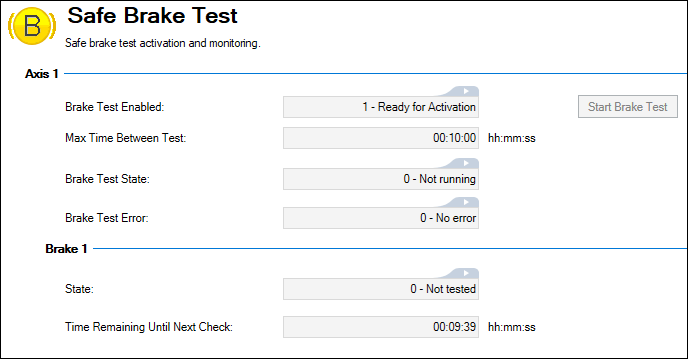 B
Safe Brake Test
Safe brake test activation and monitoring.
Axis 1
Brake Test Enabled: 1 - Ready for Activation Start Brake Test
Max Time Between Test: 00:10:00 hh:mm:ss
Brake Test State: 0 - Not running
Brake Test Error: 0 - No error
Brake 1
State: 0 - Not tested
Time Remaining Until Next Check: 00:09:39 hh:mm:ss